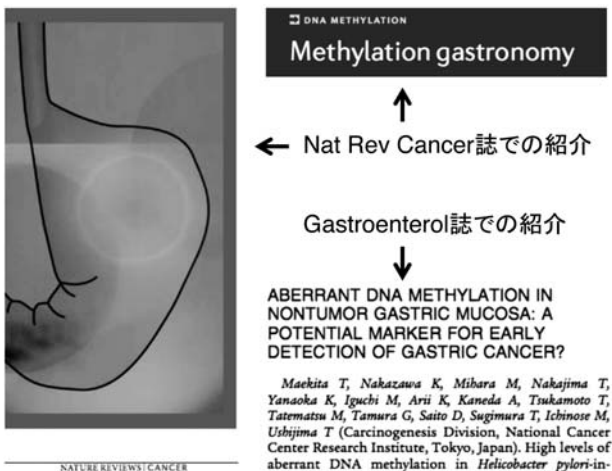 DNA METHYLATION
Methylation gastronomy
Nat Rev Cancer誌での紹介
Gastroenterol誌での紹介
ABERRANT DNA METHYLATION IN
NONTUMOR GASTRIC MUCOSA: A
POTENTIAL MARKER FOR EARLY
DETECTION OF GASTRIC CANCER?
Maekita T, Nakazawa K, Mihara M, Nakajima T,
Yanaoka K, Iguchi M, Arii K, Kaneda A, Tsukamoto T,
Tatematsu M, Tamura G, Saito D, Sugimura T, Ichinose M,
Ushijima T (Carcinogenesis Division, National Cancer
Center Research Institute, Tokyo, Japan). High levels of
aberrant DNA methylation in Helicobacter pylori-in
NATURE REVIEWS | CANCER